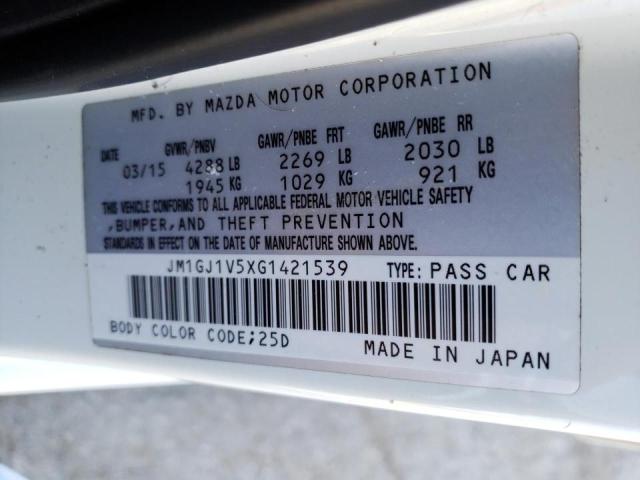 MFD. BY MAZDA MOTOR CORPORATION
DATE GVWR/PNBV GAWR/PNBE FRT GAWR/PNBE RR
03/15 4288 LB 2269 LB 2030 LB
1945 KG 1029 KG 921 KG
THIS VEHICLE CONFORMS TO ALL APPLICABLE FEDERAL MOTOR VEHICLE SAFETY
,BUMPER,AND THEFT PREVENTION
STANDARDS IN EFFECT ON THE DATE OF MANUFACTURE SHOWN ABOVE.
JM1GJ1V5XG1421539 TYPE: PASS CAR
BODY COLOR CODE;25D
MADE IN JAPAN